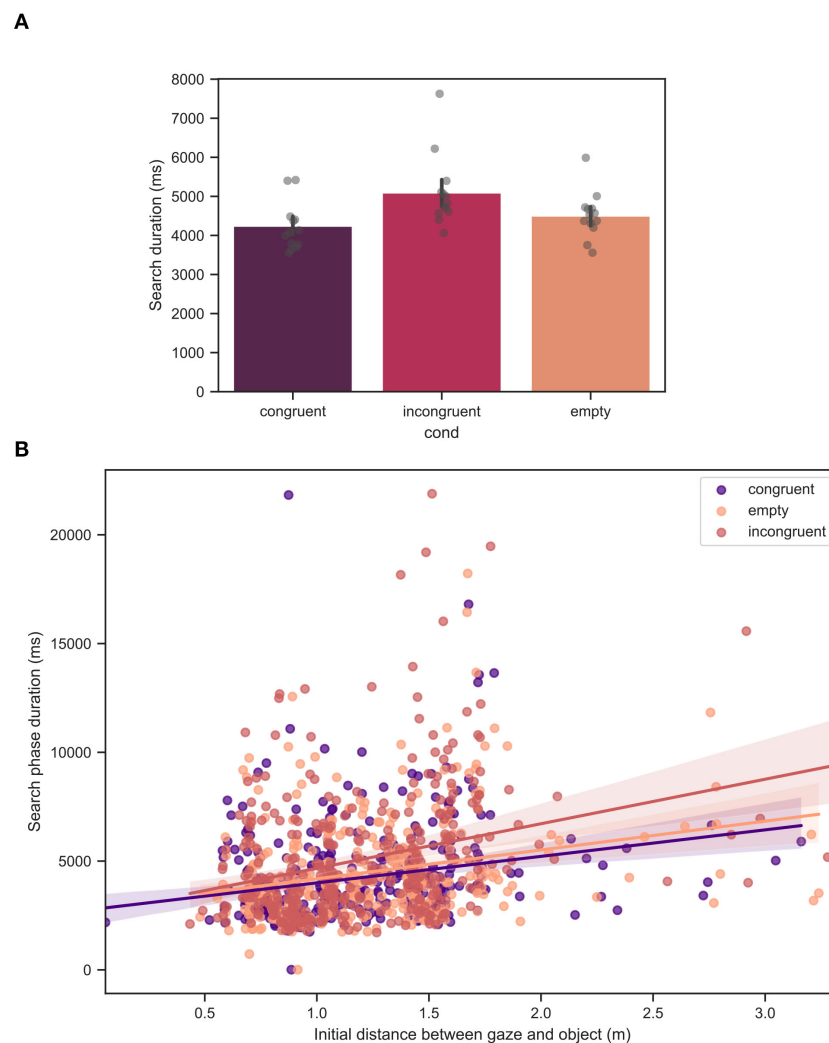 A
8000
7000
6000
5000
4000
3000
2000
1000
0
Search duration (ms)
congruent incongruent empty
cond
B
20000
15000
10000
5000
0
Search phase duration (ms)
congruent
empty
incongruent
0.5 1.0 1.5 2.0 2.5 3.0
Initial distance between gaze and object (m)